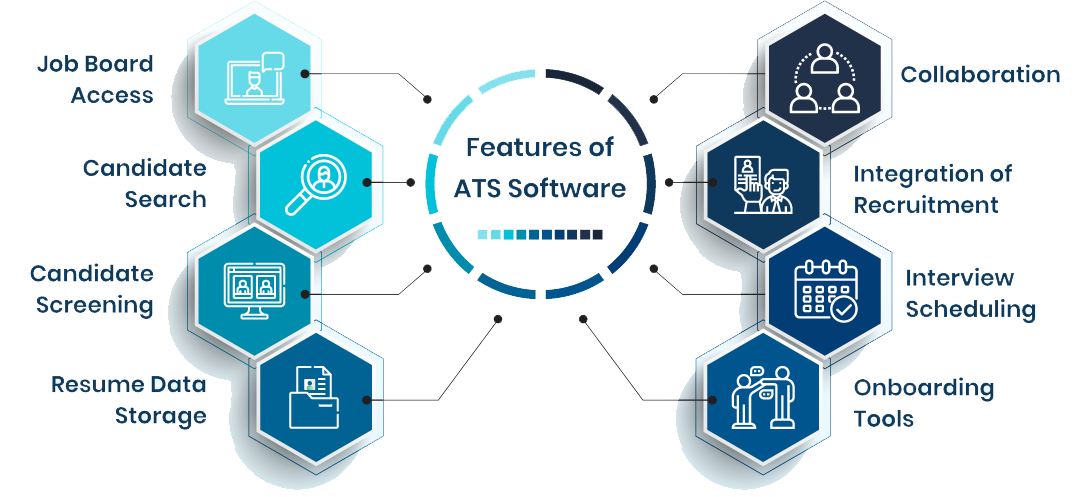 Features of
ATS Software
Job Board
Access
Candidate
Search
Candidate
Screening
Resume Data
Storage
Collaboration
Integration of
Recruitment
Interview
Scheduling
Onboarding
Tools